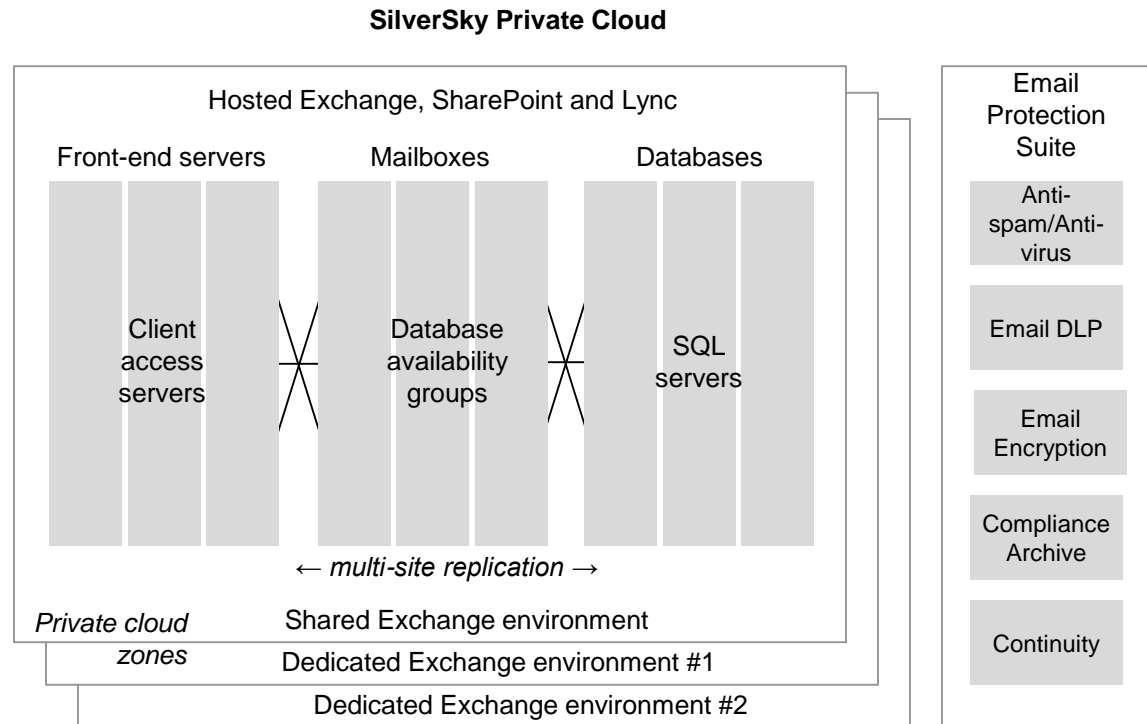 SilverSky Private Cloud
Hosted Exchange, SharePoint and Lync
Front-end servers
Mailboxes
Databases
Client
access
servers
Database
availability
groups
SQL
servers
← multi-site replication →
Private cloud
zones
Shared Exchange environment
Dedicated Exchange environment #1
Dedicated Exchange environment #2
Email
Protection
Suite
Anti-
spam/Anti-
virus
Email DLP
Email
Encryption
Compliance
Archive
Continuity